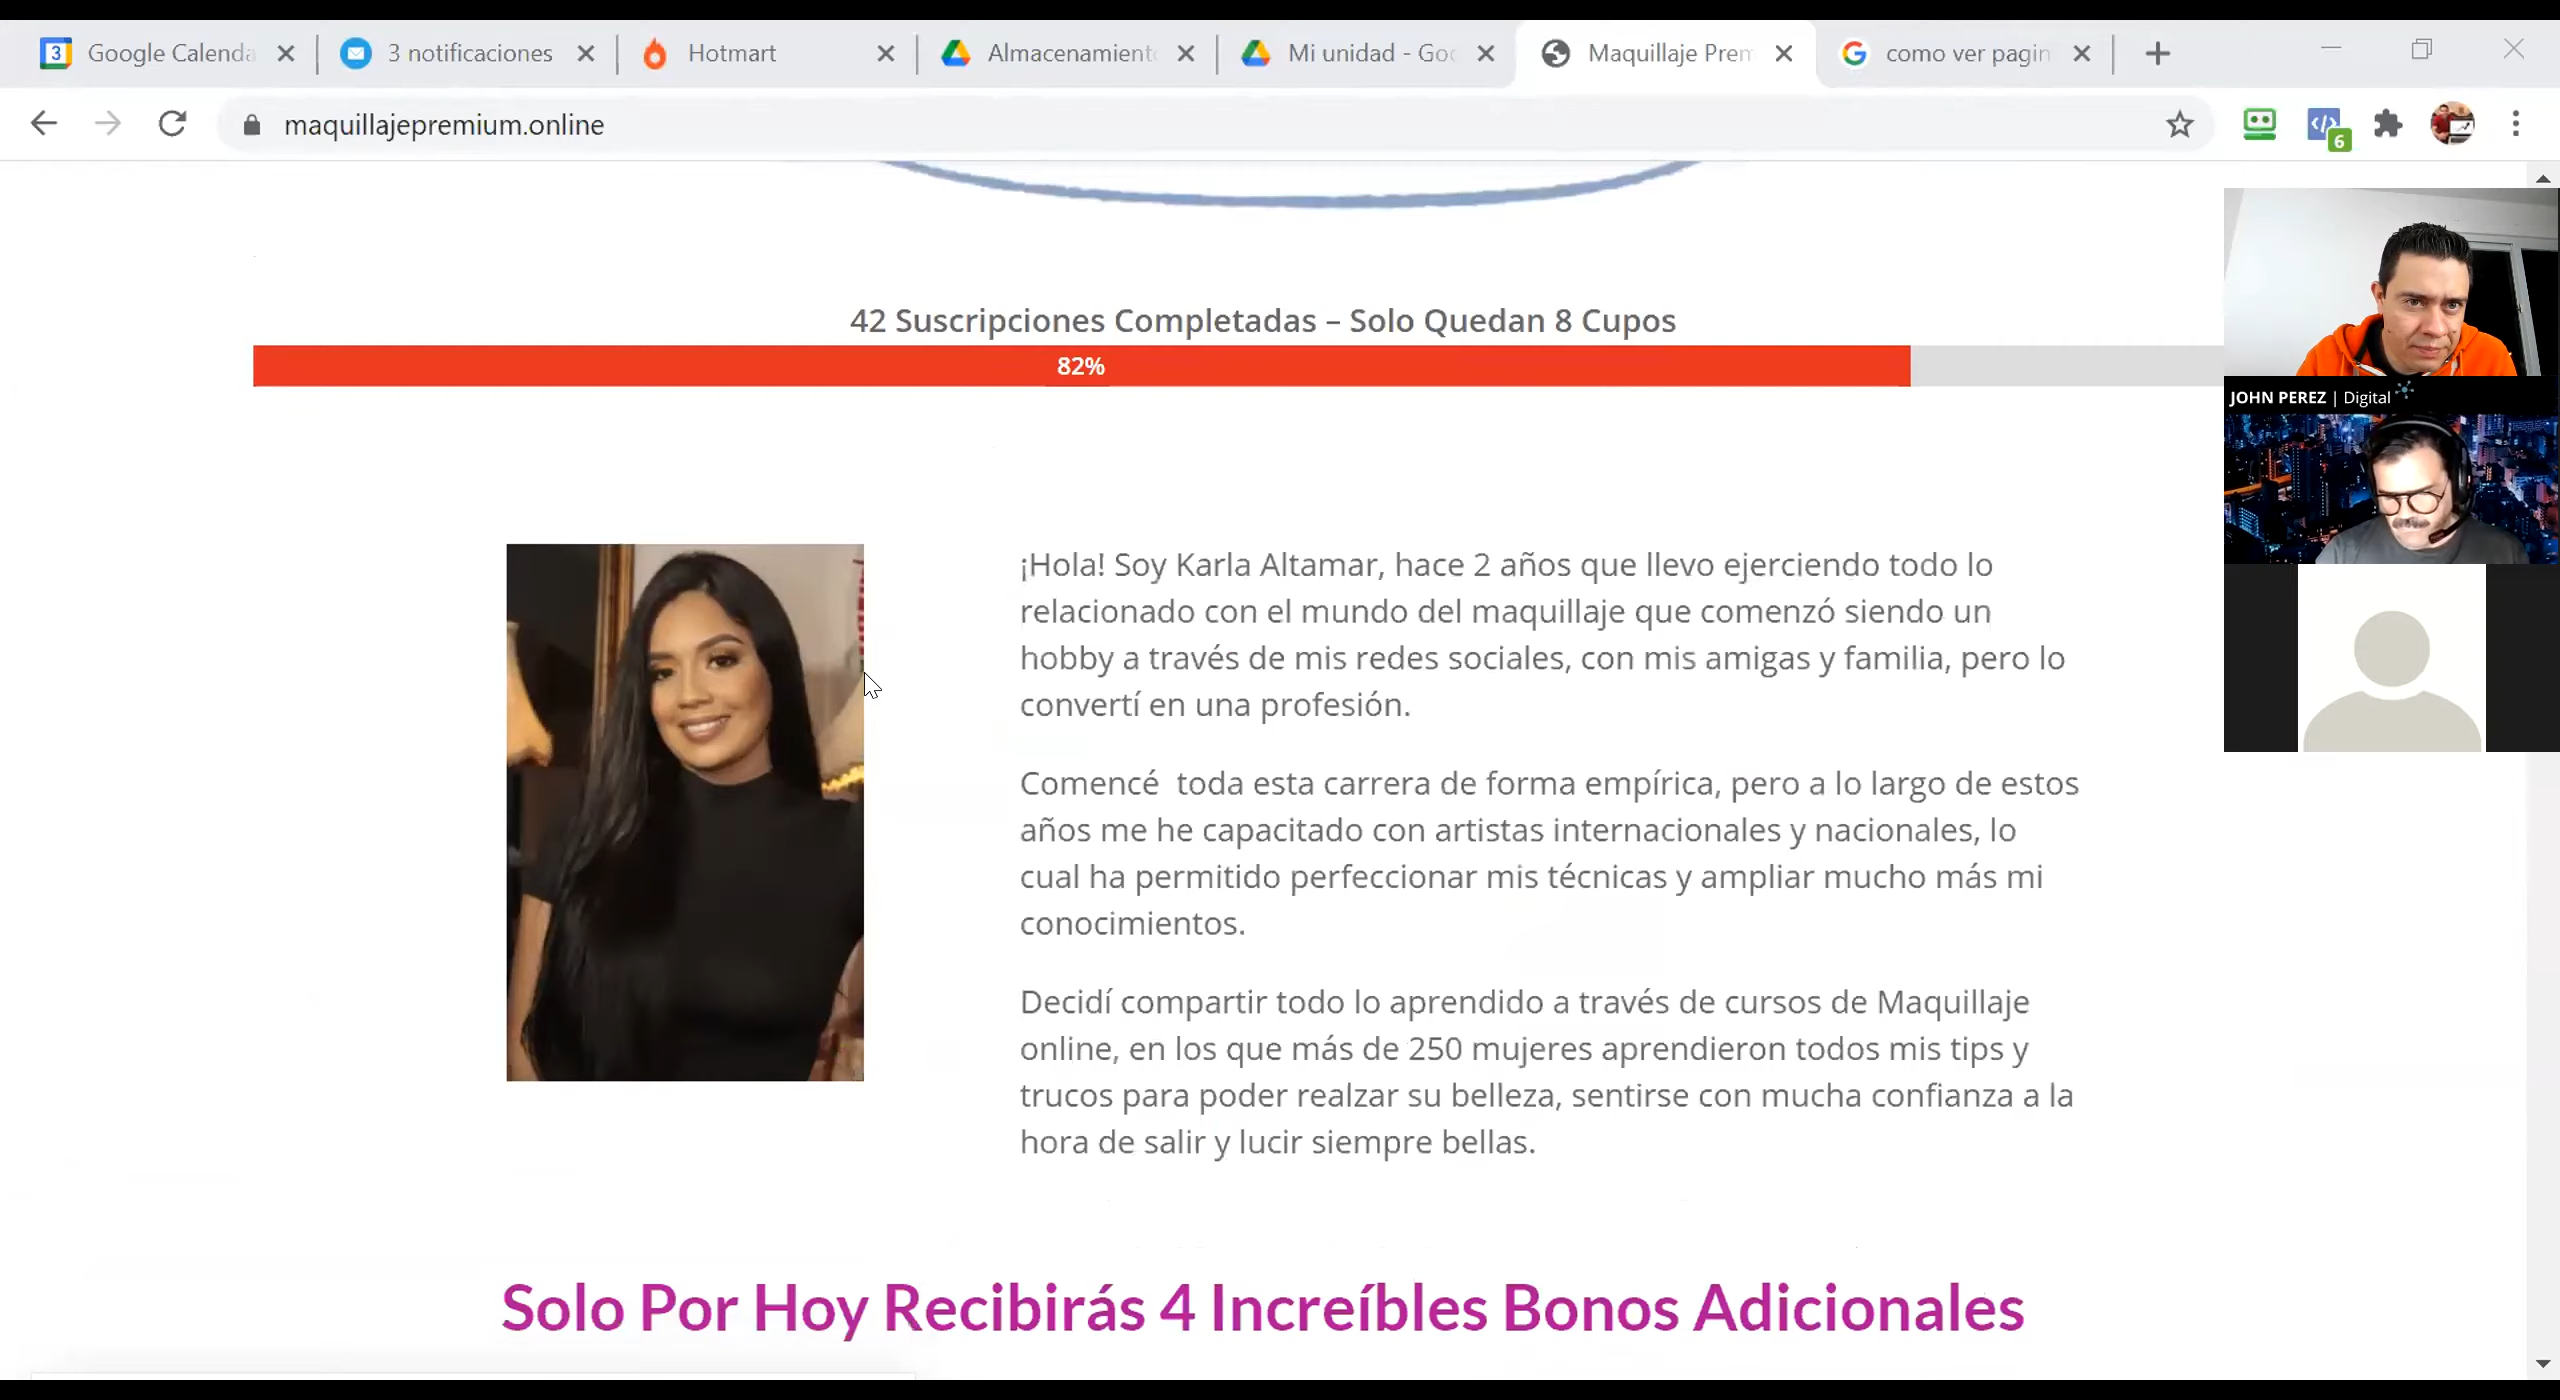 3 Google Calenda
3 notificaciones
Hotmart
Almacenamient
Mi unidad - Goo
Maquillaje Prem
G como ver pagin
maquillajepremium.online
</> 6
42 Suscripciones Completadas – Solo Quedan 8 Cupos
82%
JOHN PEREZ | Digital
¡Hola! Soy Karla Altamar, hace 2 años que llevo ejerciendo todo lo
relacionado con el mundo del maquillaje que comenzó siendo un
hobby a través de mis redes sociales, con mis amigas y familia, pero lo
convertí en una profesión.
Comencé  toda esta carrera de forma empírica, pero a lo largo de estos
años me he capacitado con artistas internacionales y nacionales, lo
cual ha permitido perfeccionar mis técnicas y ampliar mucho más mi
conocimientos.
Decidí compartir todo lo aprendido a través de cursos de Maquillaje
online, en los que más de 250 mujeres aprendieron todos mis tips y
trucos para poder realzar su belleza, sentirse con mucha confianza a la
hora de salir y lucir siempre bellas.
Solo Por Hoy Recibirás 4 Increíbles Bonos Adicionales